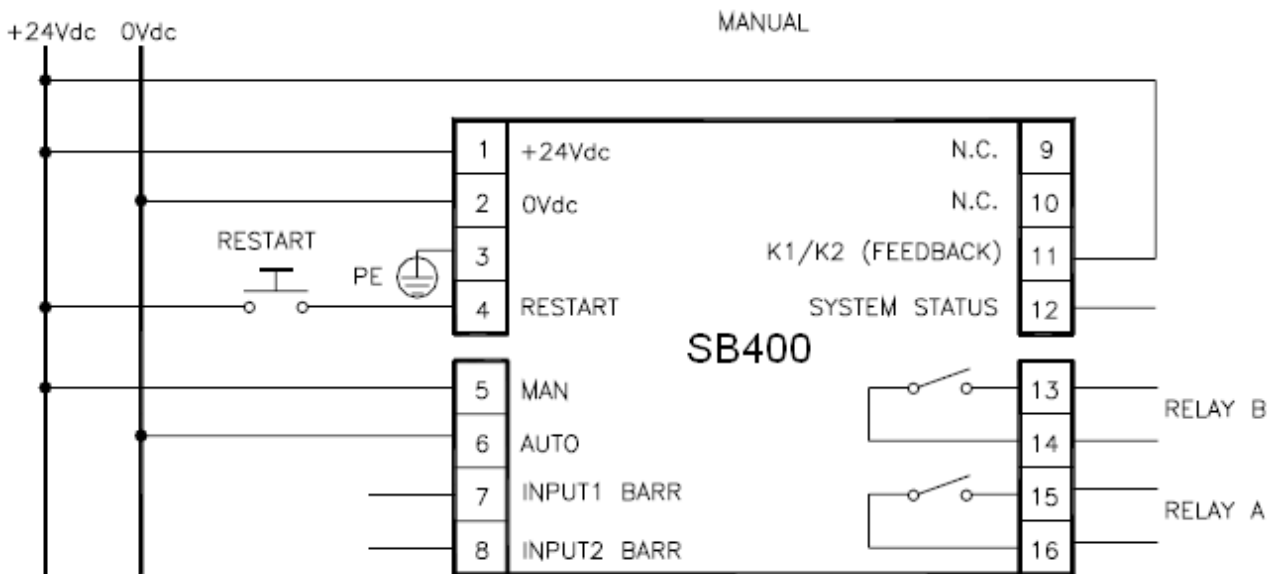 MANUAL
+24Vdc 0Vdc
1 +24Vdc N.C. 9
2 0Vdc N.C. 10
RESTART
PE 3 K1/K2 (FEEDBACK) 11
4 RESTART SYSTEM STATUS 12
SB400
5 MAN 13
RELAY B
6 AUTO 14
7 INPUT1 BARR 15
RELAY A
8 INPUT2 BARR 16